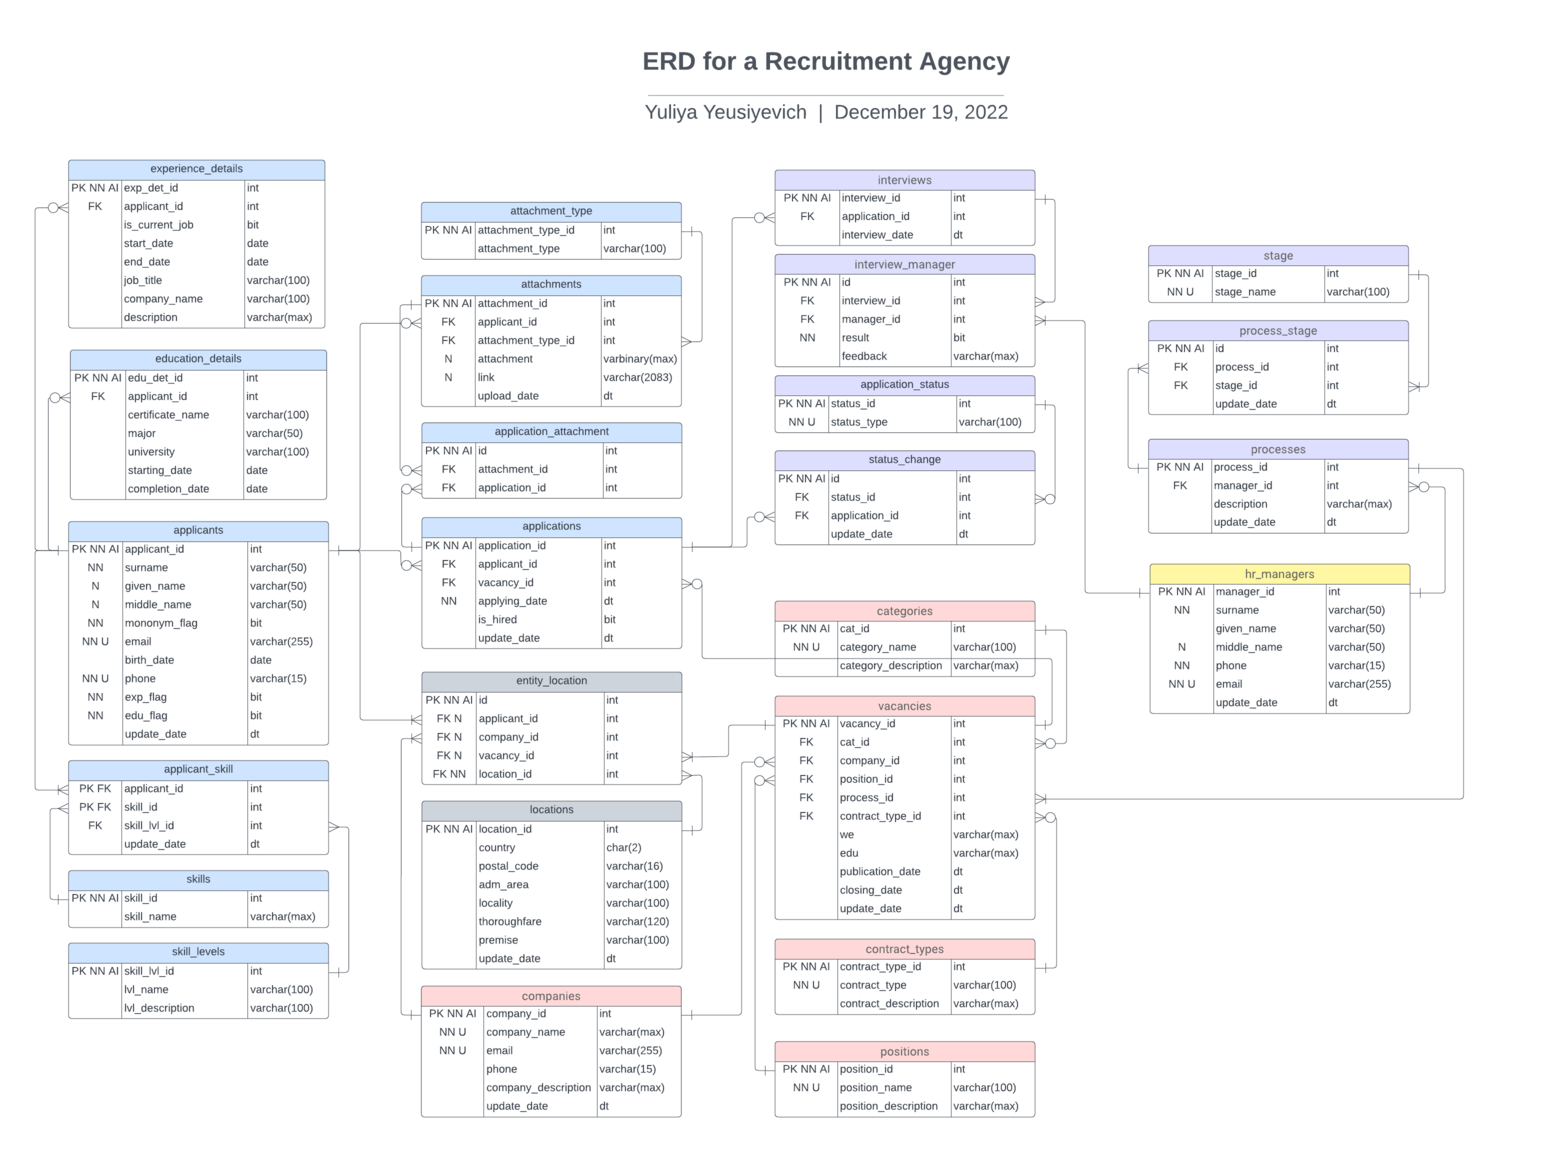 ERD for a Recruitment Agency
Yuliya Yeusiyevich | December 19, 2022
experience_details
PK NN AI exp_det_id int
FK applicant_id int
is_current_job bit
start_date date
end_date date
job_title varchar(100)
company_name varchar(100)
description varchar(max)
education_details
PK NN AI edu_det_id int
FK applicant_id int
certificate_name varchar(100)
major varchar(50)
university varchar(100)
starting_date date
completion_date date
applicants
PK NN AI applicant_id int
NN surname varchar(50)
N given_name varchar(50)
N middle_name varchar(50)
NN mononym_flag bit
NN U email varchar(255)
birth_date date
NN U phone varchar(15)
NN exp_flag bit
NN edu_flag bit
update_date dt
applicant_skill
PK FK applicant_id int
PK FK skill_id int
FK skill_lvl_id int
update_date dt
skills
PK NN AI skill_id int
skill_name varchar(max)
skill_levels
PK NN AI skill_lvl_id int
lvl_name varchar(100)
lvl_description varchar(100)
attachment_type
PK NN AI attachment_type_id int
attachment_type varchar(100)
attachments
PK NN AI attachment_id int
FK applicant_id int
FK attachment_type_id int
N attachment varbinary(max)
N link varchar(2083)
upload_date dt
application_attachment
PK NN AI id int
FK attachment_id int
FK application_id int
applications
PK NN AI application_id int
FK applicant_id int
FK vacancy_id int
NN applying_date dt
is_hired bit
update_date dt
entity_location
PK NN AI id int
FK N applicant_id int
FK N company_id int
FK N vacancy_id int
FK NN location_id int
locations
PK NN AI location_id int
country char(2)
postal_code varchar(16)
adm_area varchar(100)
locality varchar(100)
thoroughfare varchar(120)
premise varchar(100)
update_date dt
companies
PK NN AI company_id int
NN U company_name varchar(max)
NN U email varchar(255)
phone varchar(15)
company_description varchar(max)
update_date dt
interviews
PK NN AI interview_id int
FK application_id int
interview_date dt
interview_manager
PK NN AI id int
FK interview_id int
FK manager_id int
NN result bit
feedback varchar(max)
application_status
PK NN AI status_id int
NN U status_type varchar(100)
status_change
PK NN AI id int
FK status_id int
FK application_id int
update_date dt
categories
PK NN AI cat_id int
NN U category_name varchar(100)
category_description varchar(max)
vacancies
PK NN AI vacancy_id int
FK cat_id int
FK company_id int
FK position_id int
FK process_id int
FK contract_type_id int
we varchar(max)
edu varchar(max)
publication_date dt
closing_date dt
update_date dt
contract_types
PK NN AI contract_type_id int
NN U contract_type varchar(100)
contract_description varchar(max)
positions
PK NN AI position_id int
NN U position_name varchar(100)
position_description varchar(max)
stage
PK NN AI stage_id int
NN U stage_name varchar(100)
process_stage
PK NN AI id int
FK process_id int
FK stage_id int
update_date dt
processes
PK NN AI process_id int
FK manager_id int
description varchar(max)
update_date dt
hr_managers
PK NN AI manager_id int
NN surname varchar(50)
given_name varchar(50)
N middle_name varchar(50)
NN phone varchar(15)
NN U email varchar(255)
update_date dt